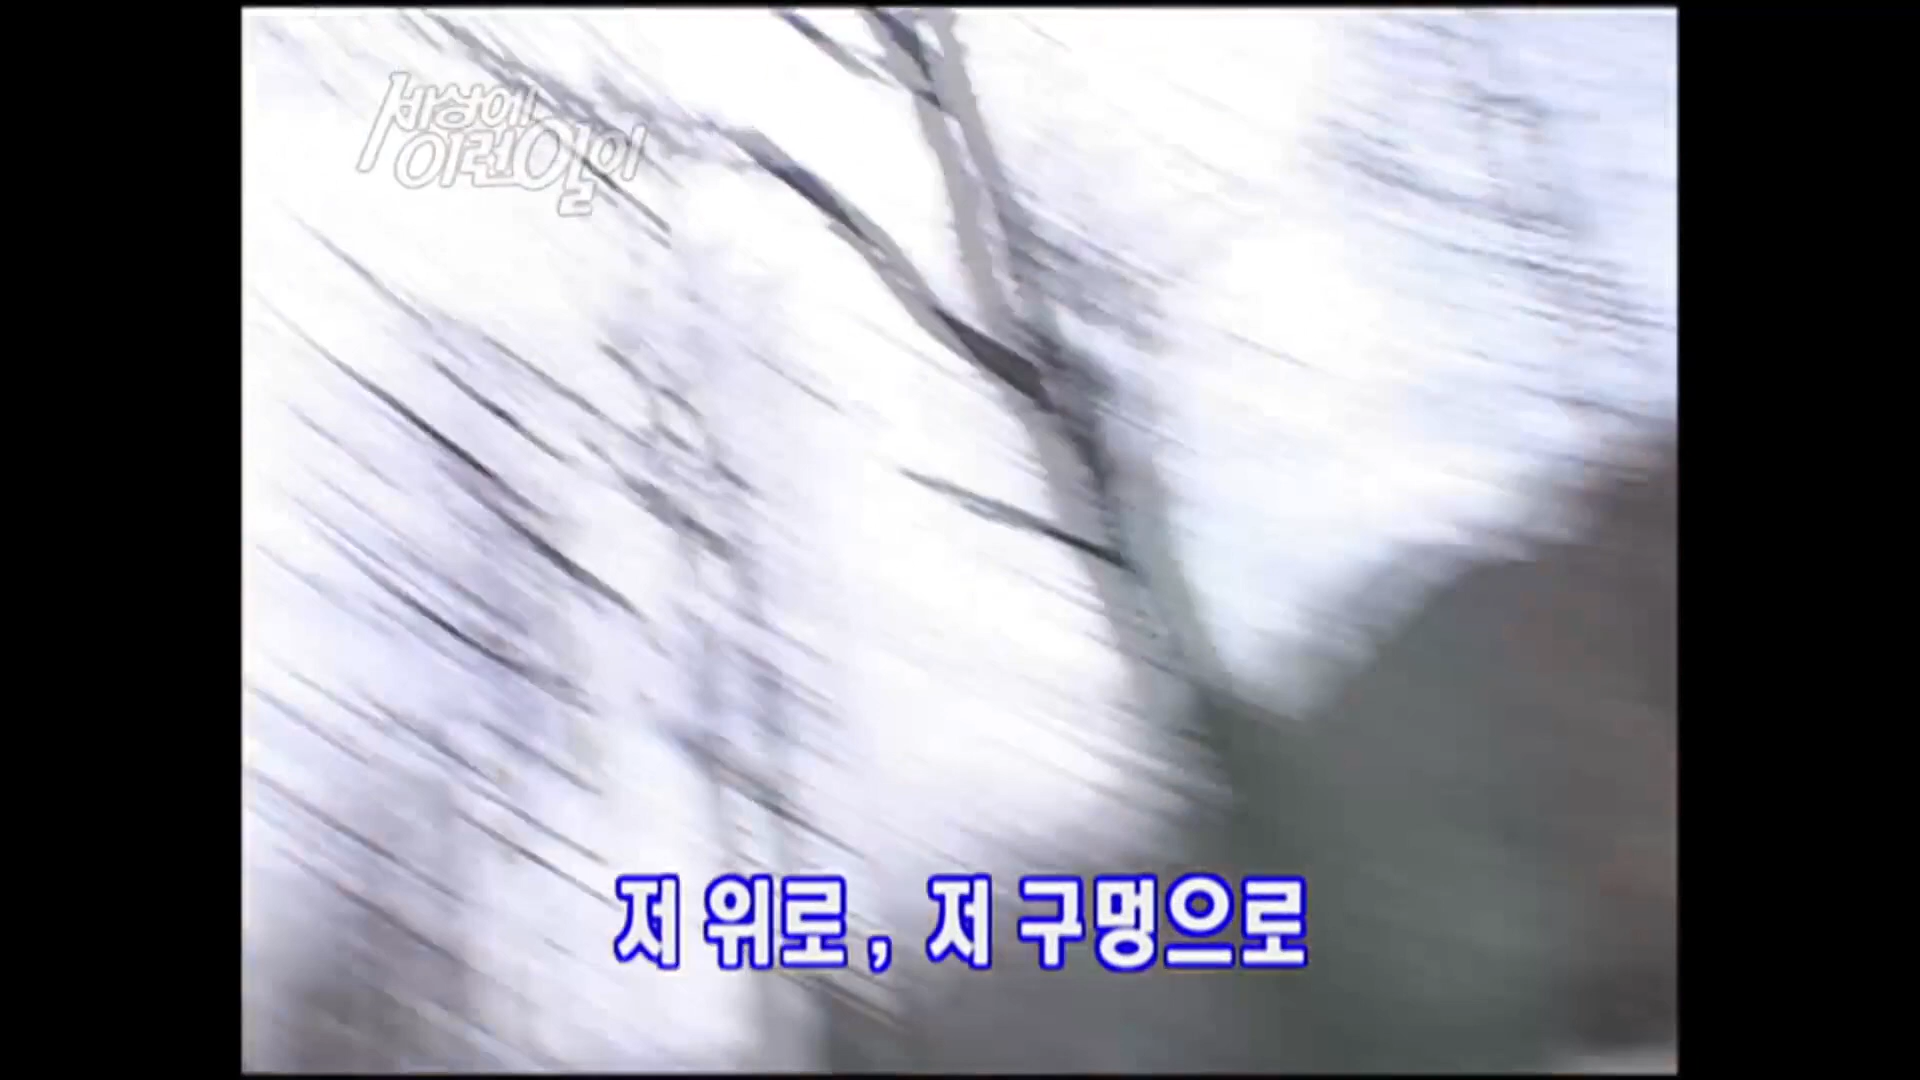 세상에
이런일이
저 위로, 저 구멍으로